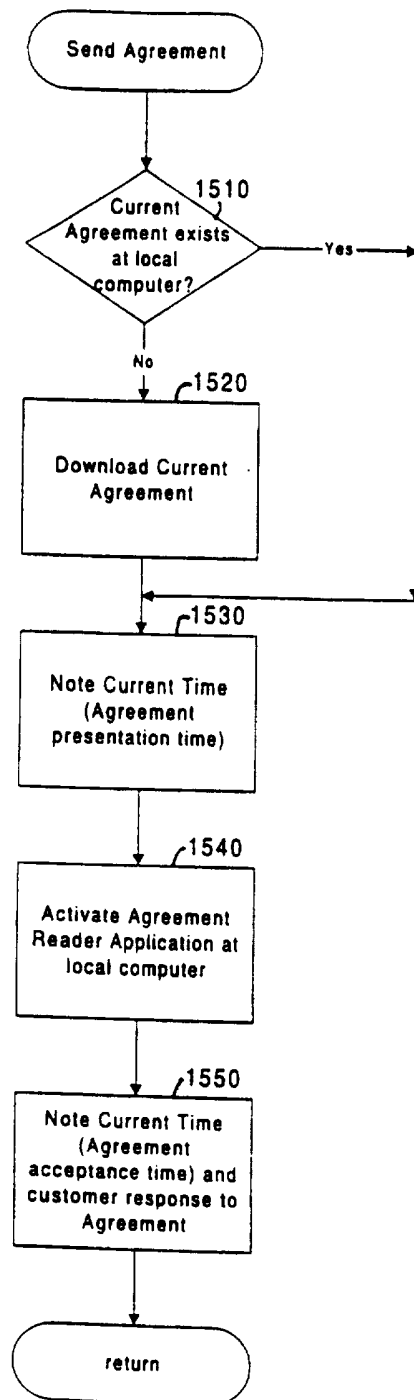 Send Agreement
1510
Current
Agreement exists
at local
computer?
Yes
No
1520
Download Current
Agreement
1530
Note Current Time
(Agreement
presentation time)
1540
Activate Agreement
Reader Application at
local computer
1550
Note Current Time
(Agreement
acceptance time) and
customer response to
Agreement
return